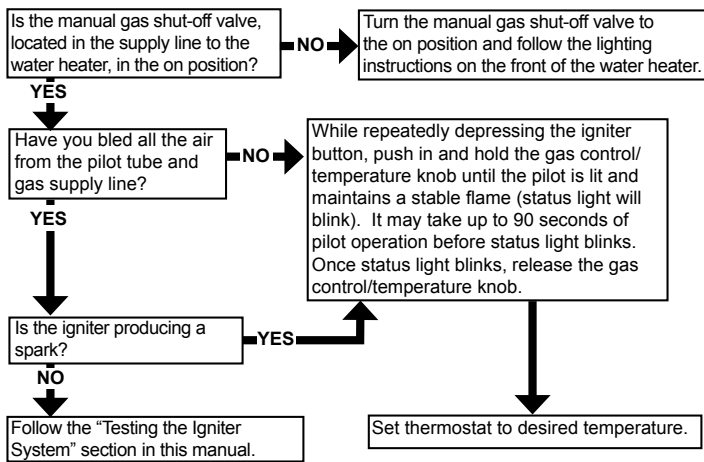 Is the manual gas shut-off valve,
located in the supply line to the
water heater, in the on position?
NO
Turn the manual gas shut-off valve to
the on position and follow the lighting
instructions on the front of the water heater.
YES
Have you bled all the air
from the pilot tube and
gas supply line?
NO
While repeatedly depressing the igniter
button, push in and hold the gas control/
temperature knob until the pilot is lit and
maintains a stable flame (status light will
blink).  It may take up to 90 seconds of
pilot operation before status light blinks.
Once status light blinks, release the gas
control/temperature knob.
YES
Is the igniter producing a
spark?
YES
NO
Follow the “Testing the Igniter
System” section in this manual.
Set thermostat to desired temperature.